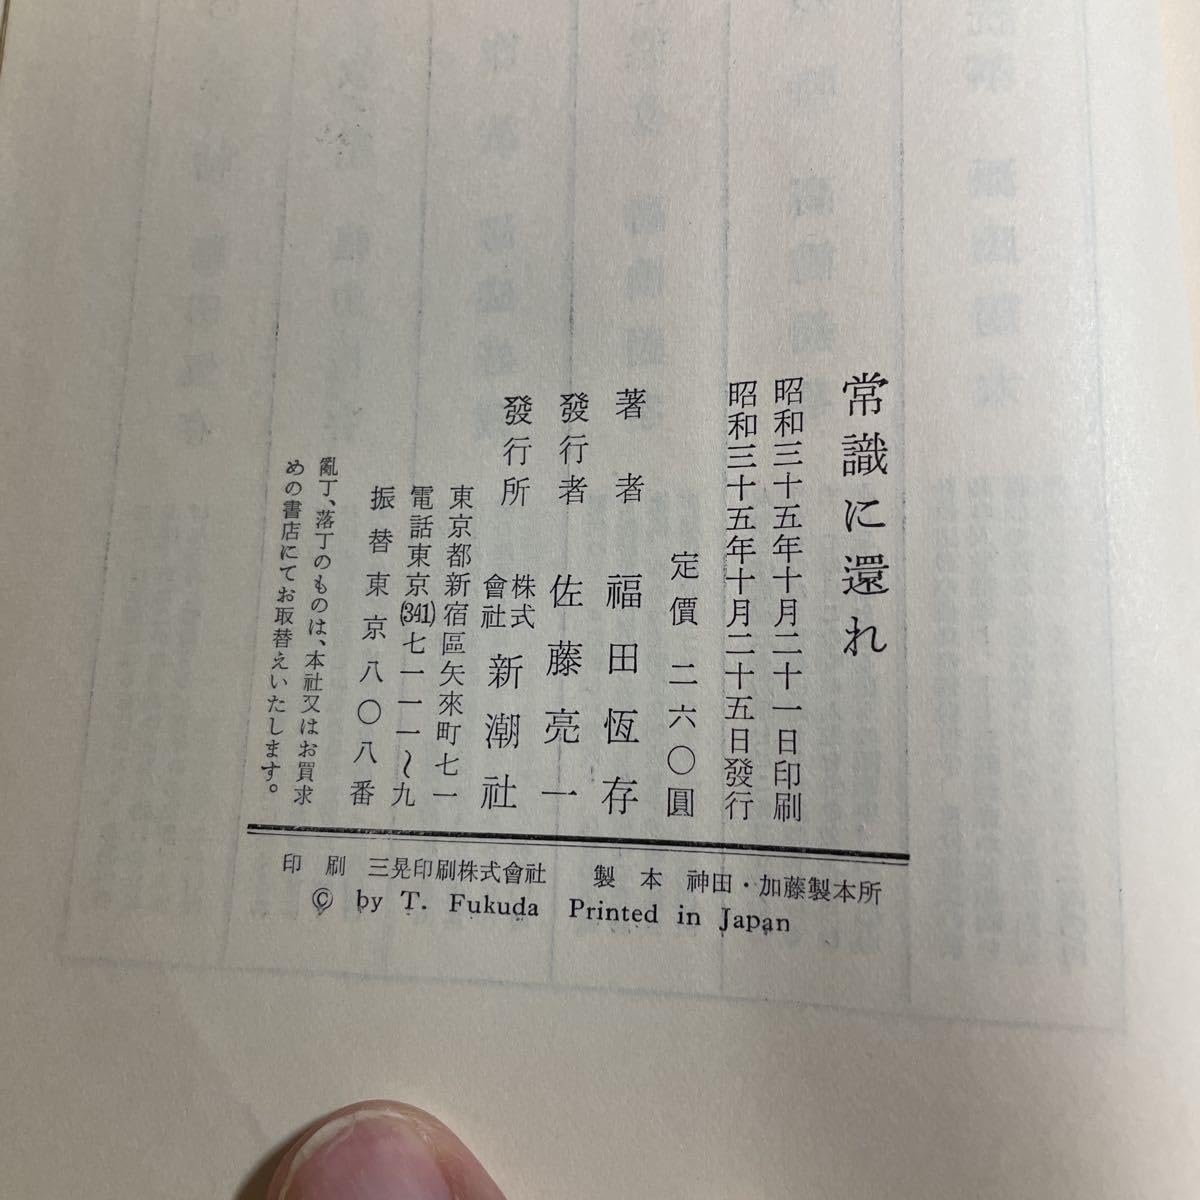 常識に還れ
昭和三十五年十月二十一日印刷
昭和三十五年十月二十五日發行
定價 二六〇圓
著者 福田恆存
發行者 佐藤亮一
發行所 株式會社 新潮社
東京都新宿區矢來町七一
電話東京(341)七一一一〜九
振替東京八〇八番
亂丁、落丁のものは、本社又はお買求
めの書店にてお取替えいたします。
印刷 三晃印刷株式會社 製本 神田・加藤製本所
© by T. Fukuda Printed in Japan